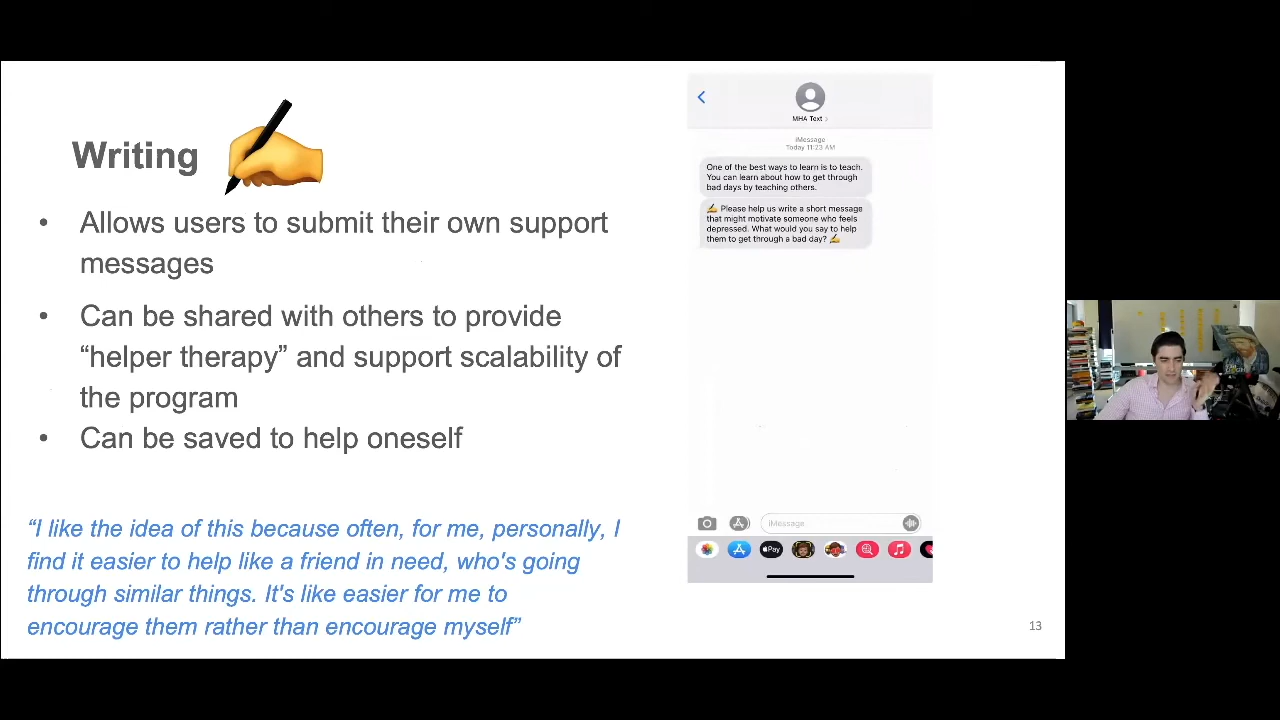 Writing
• Allows users to submit their own support
messages
• Can be shared with others to provide
“helper therapy” and support scalability of
the program
• Can be saved to help oneself
“I like the idea of this because often, for me, personally, I
find it easier to help like a friend in need, who's going
through similar things. It's like easier for me to
encourage them rather than encourage myself”
MHA Text
iMessage
Today 11:23 AM
One of the best ways to learn is to teach.
You can learn about how to get through
bad days by teaching others.
✍️ Please help us write a short message
that might motivate someone who feels
depressed. What would you say to help
them to get through a bad day? ✍️
iMessage
Pay
13